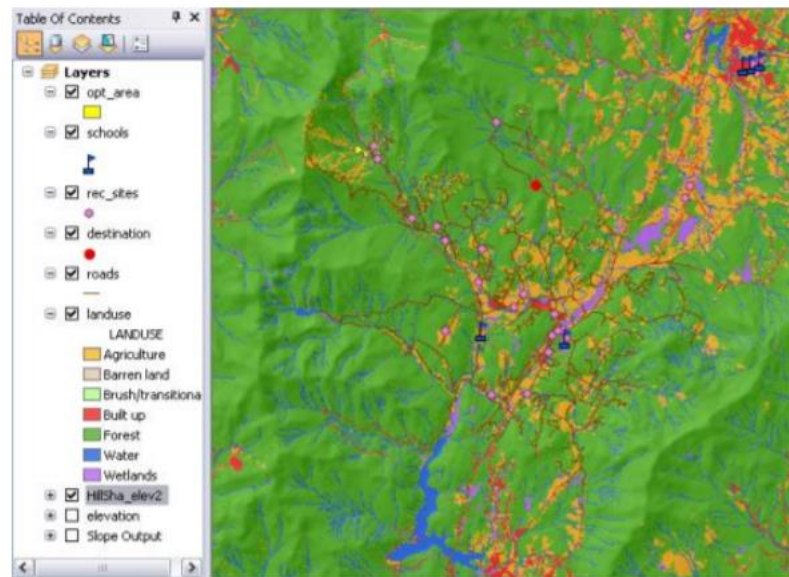 Table Of Contents
Layers
opt_area
schools
rec_sites
destination
roads
landuse
LANDUSE
Agriculture
Barren land
Brush/transitiona
Built up
Forest
Water
Wetlands
HillSha_elev2
elevation
Slope Output